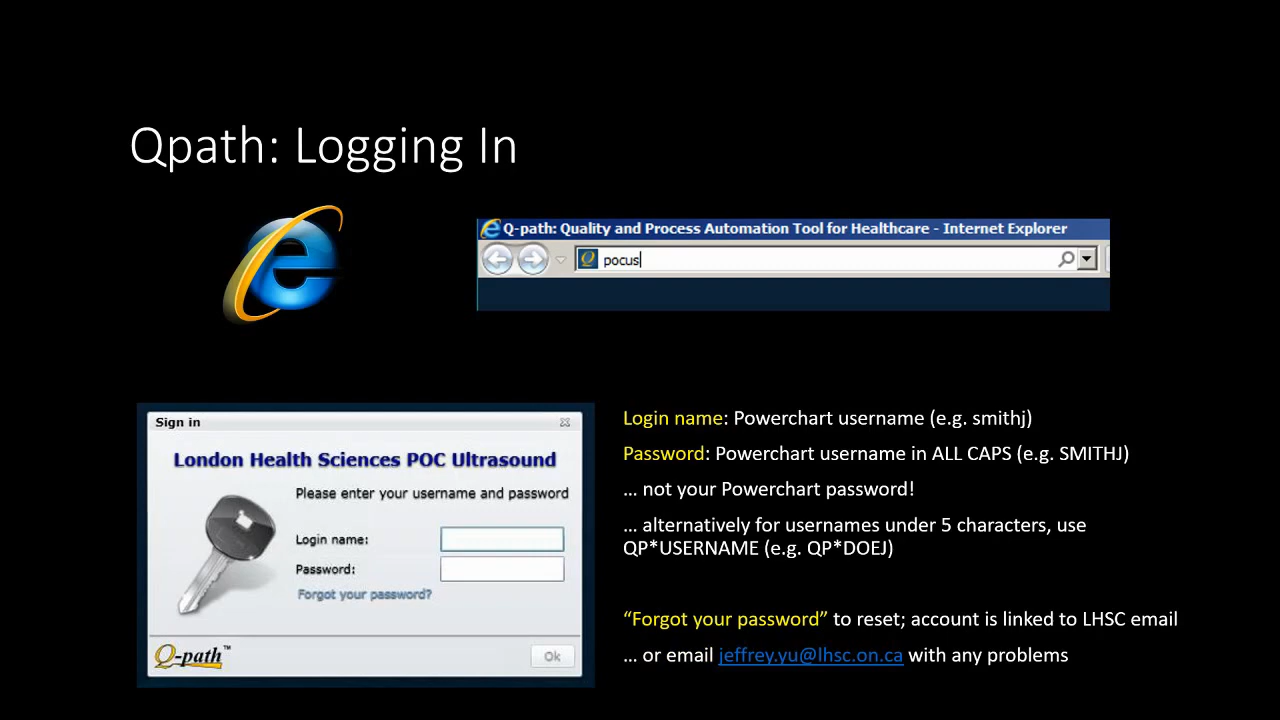 Qpath: Logging In
Q-path: Quality and Process Automation Tool for Healthcare - Internet Explorer
pocus
Sign in
London Health Sciences POC Ultrasound
Please enter your username and password
Login name:
Password:
Forgot your password?
Q-path™
Ok
Login name: Powerchart username (e.g. smithj)
Password: Powerchart username in ALL CAPS (e.g. SMITHJ)
… not your Powerchart password!
… alternatively for usernames under 5 characters, use
QP*USERNAME (e.g. QP*DOEJ)
“Forgot your password” to reset; account is linked to LHSC email
… or email jeffrey.yu@lhsc.on.ca with any problems